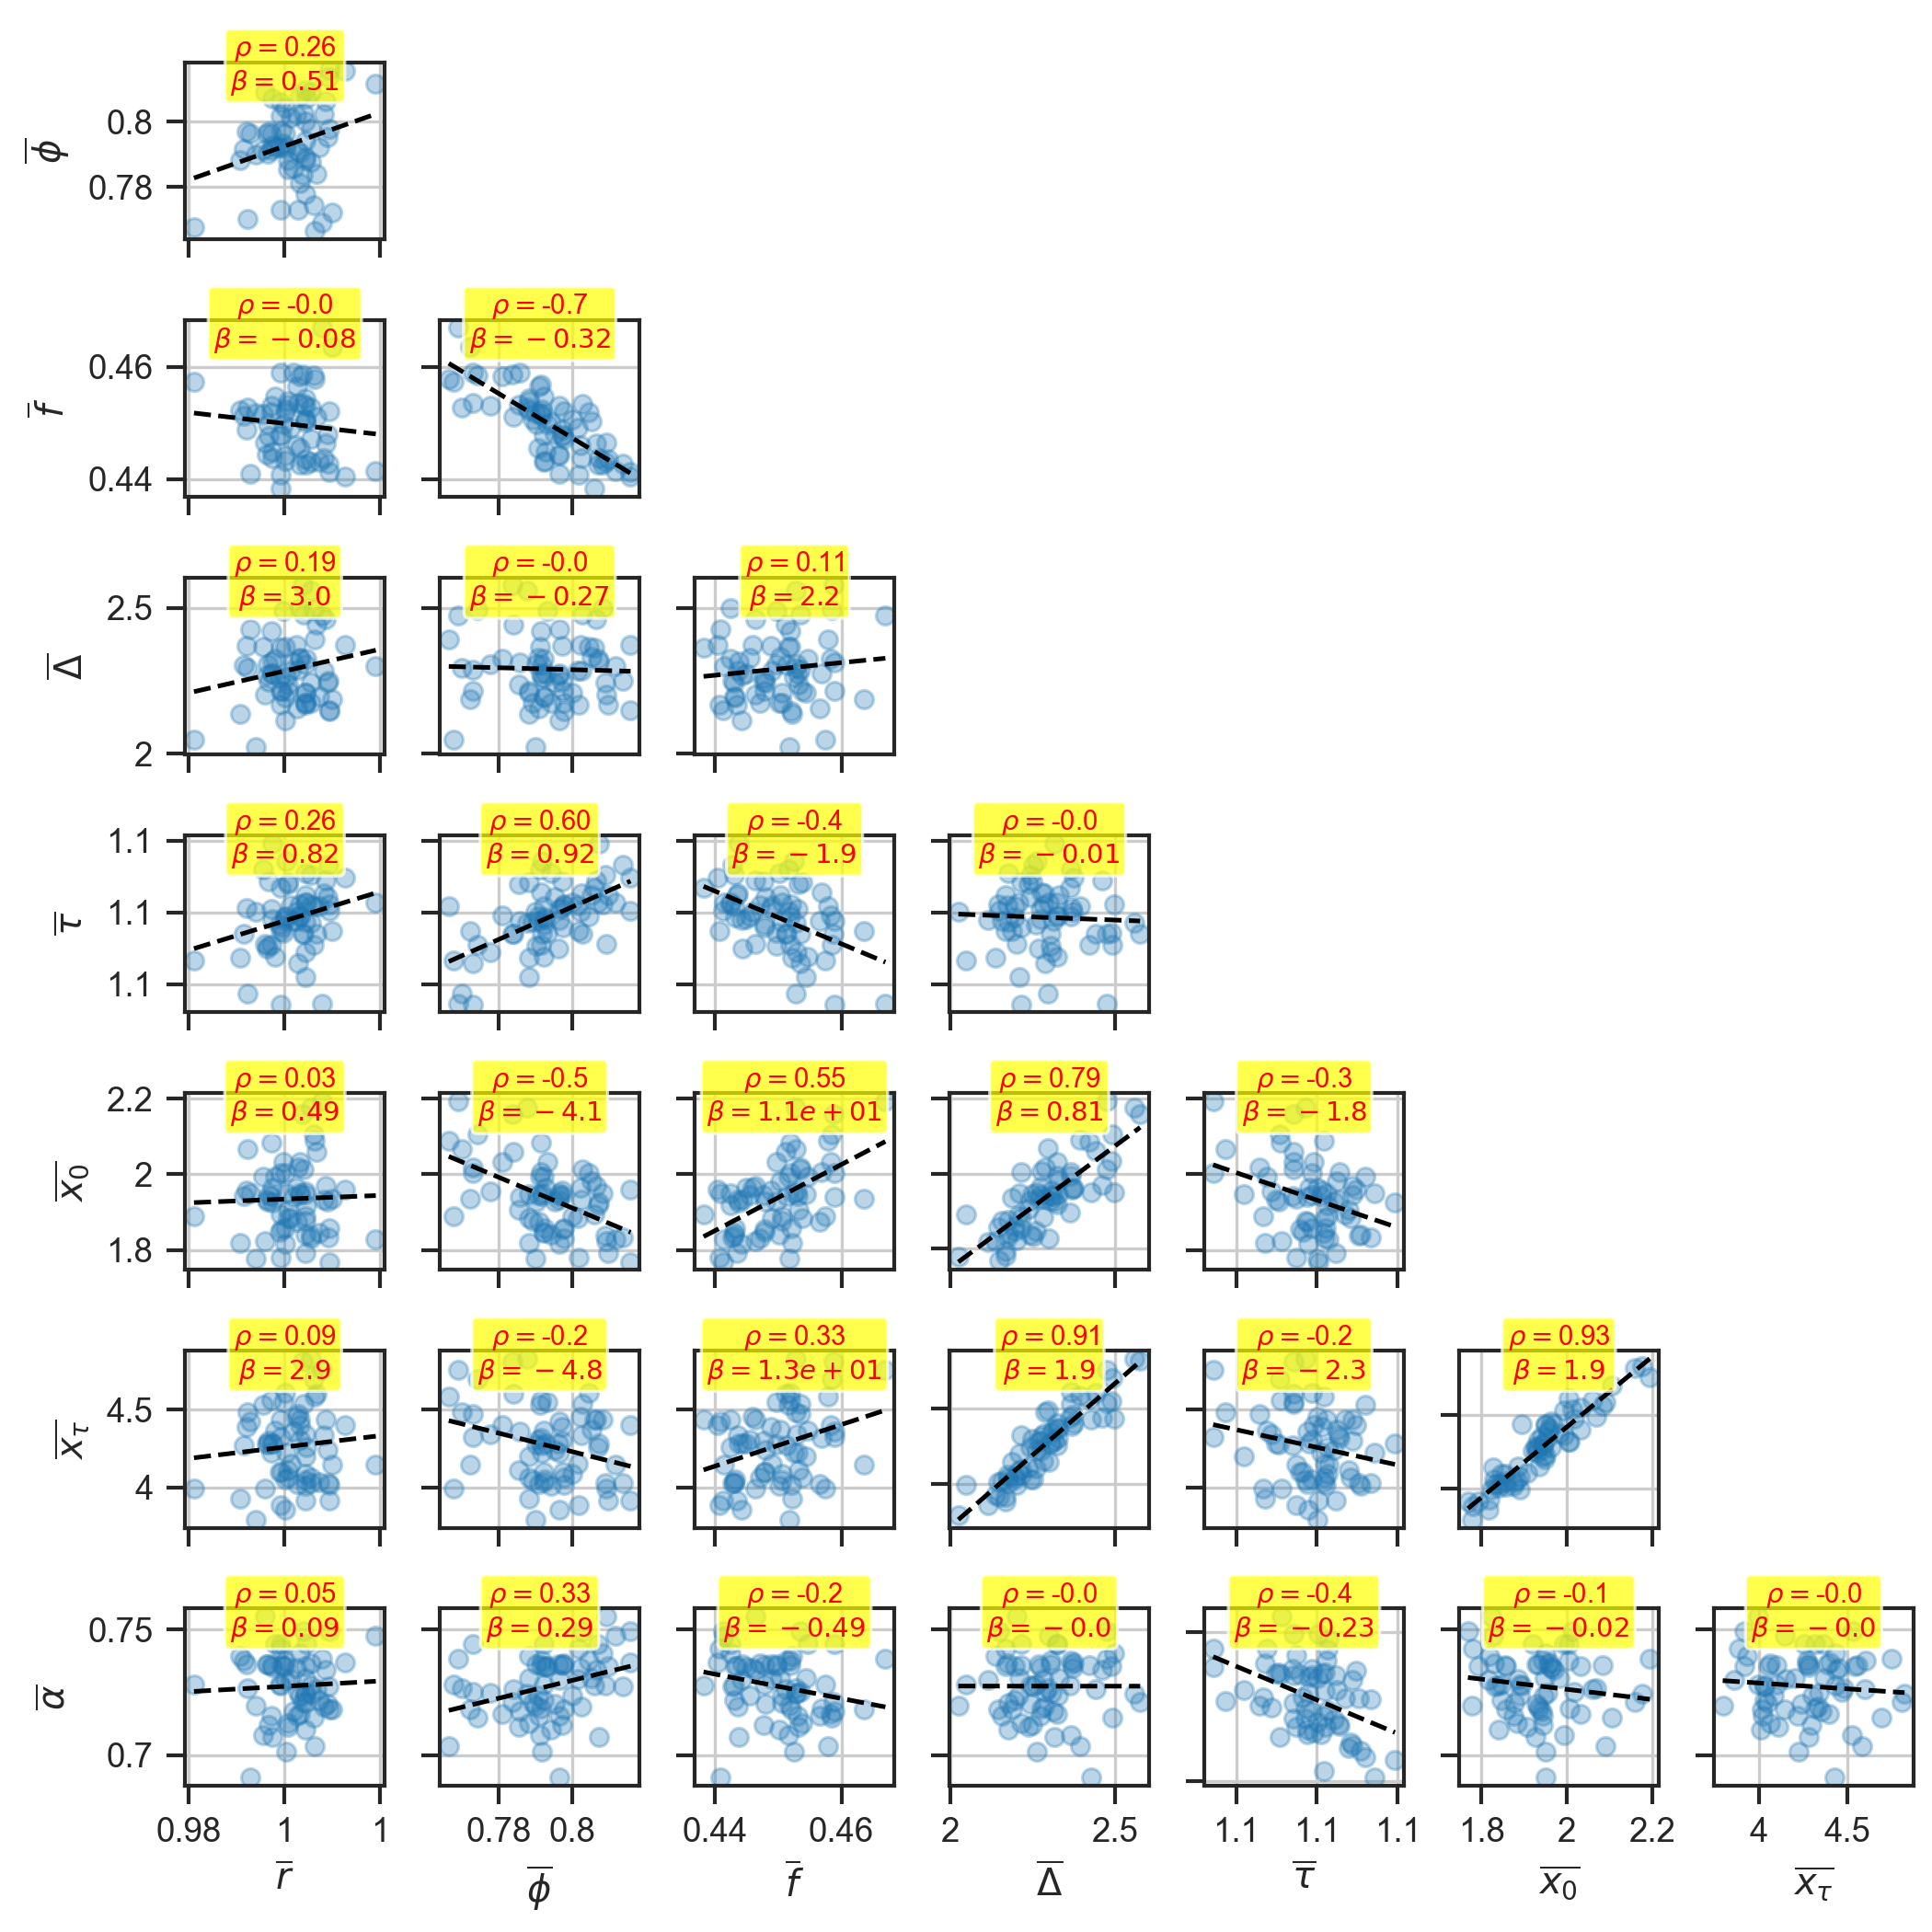 ρ = 0.26
β = 0.51
0.8
0.78
ϕ̅
ρ = -0.0
β = −0.08
ρ = -0.7
β = −0.32
0.46
0.44
f̅
ρ = 0.19
β = 3.0
ρ = -0.0
β = −0.27
ρ = 0.11
β = 2.2
2.5
2
Δ̅
ρ = 0.26
β = 0.82
ρ = 0.60
β = 0.92
ρ = -0.4
β = −1.9
ρ = -0.0
β = −0.01
1.1
1.1
1.1
τ̅
ρ = 0.03
β = 0.49
ρ = -0.5
β = −4.1
ρ = 0.55
β = 1.1e + 01
ρ = 0.79
β = 0.81
ρ = -0.3
β = −1.8
2.2
2
1.8
x̅₀
ρ = 0.09
β = 2.9
ρ = -0.2
β = −4.8
ρ = 0.33
β = 1.3e + 01
ρ = 0.91
β = 1.9
ρ = -0.2
β = −2.3
ρ = 0.93
β = 1.9
4.5
4
x̅_τ
ρ = 0.05
β = 0.09
ρ = 0.33
β = 0.29
ρ = -0.2
β = −0.49
ρ = -0.0
β = −0.0
ρ = -0.4
β = −0.23
ρ = -0.1
β = −0.02
ρ = -0.0
β = −0.0
0.75
0.7
α̅
0.98 1 1
0.78 0.8
0.44 0.46
2 2.5
1.1 1.1 1.1
1.8 2 2.2
4 4.5
r̅
ϕ̅
f̅
Δ̅
τ̅
x̅₀
x̅_τ